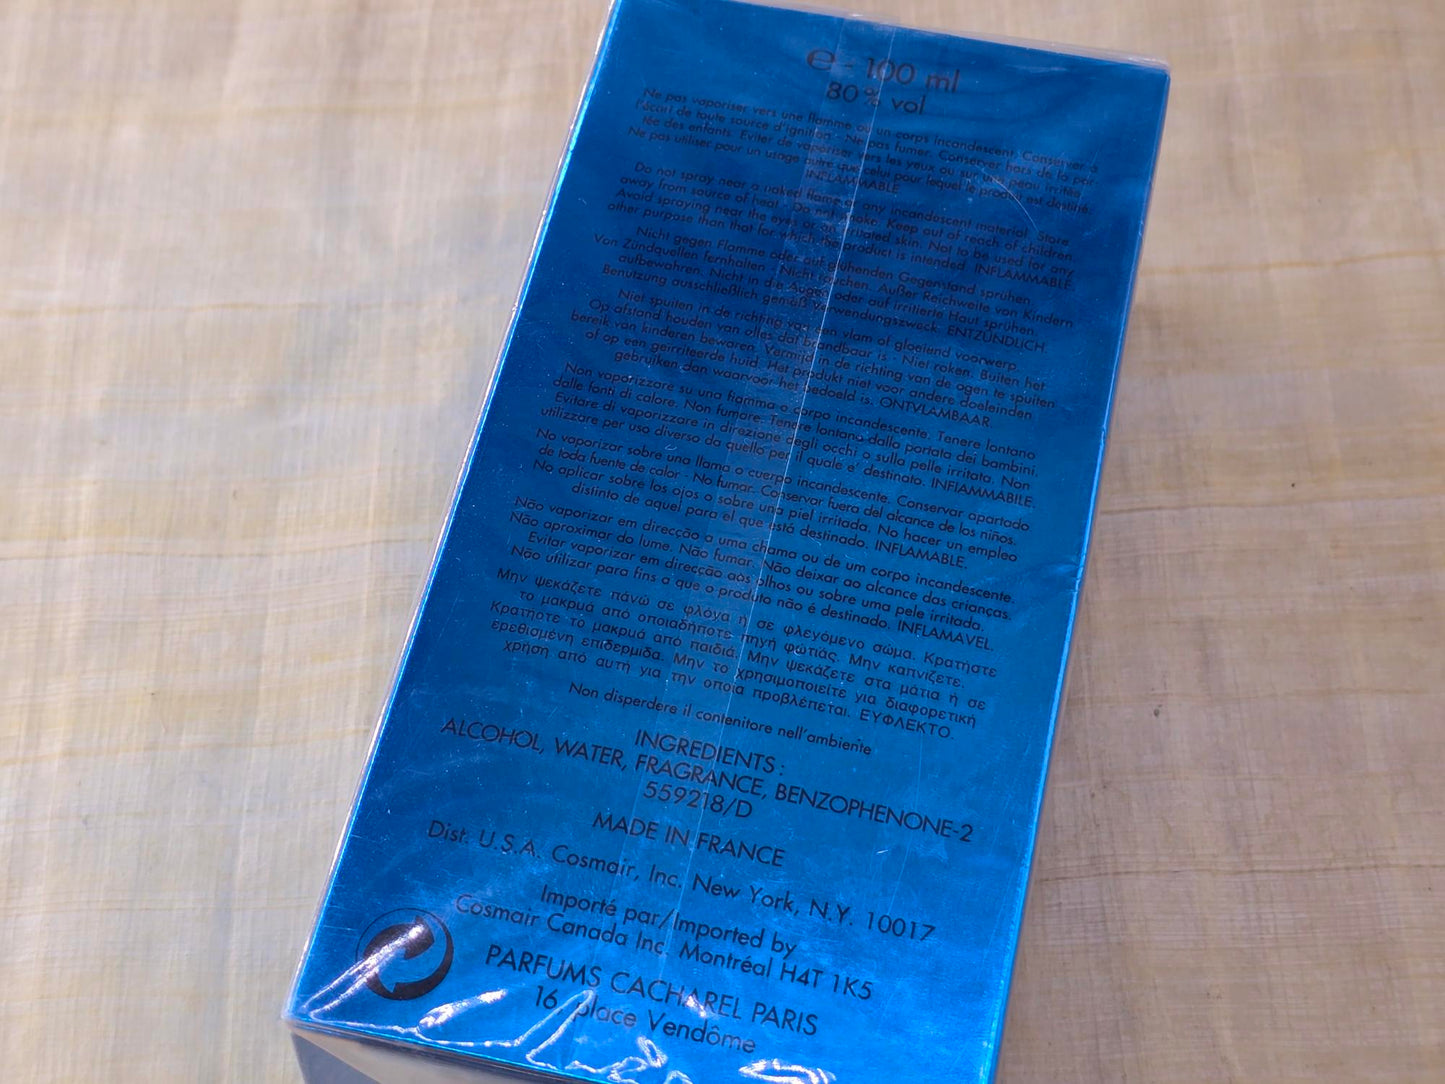 ℮ - 100 ml
80 % vol
Ne pas vaporiser vers une flamme ou un corps incandescent. Conserver à
l'écart de toute source d'ignition - Ne pas fumer. Conserver hors de la por-
tée des enfants. Eviter de vaporiser vers les yeux ou sur une peau irritée.
Ne pas utiliser pour un usage autre que celui pour lequel le produit est destiné.
INFLAMMABLE
Do not spray near a naked flame or any incandescent material. Store
away from source of heat - Do not smoke. Keep out of reach of children.
Avoid spraying near the eyes or on irritated skin. Not to be used for any
other purpose than that for which the product is intended. INFLAMMABLE
Nicht gegen Flamme oder auf glühenden Gegenstand sprühen.
Von Zündquellen fernhalten - Nicht rauchen. Außer Reichweite von Kindern
aufbewahren. Nicht in die Augen oder auf irritierte Haut sprühen.
Benützung ausschließlich gemäß Verwendungszweck. ENTZÜNDLICH.
Niet spuiten in de richting van een vlam of gloeiend voorwerp.
Op afstand houden van alles dat brandbaar is - Niet roken. Buiten het
bereik van kinderen bewaren. Vermijd in de richting van de ogen te spuiten
of op een geïrriteerde huid. Het produkt niet voor andere doeleinden
gebruiken dan waarvoor het bedoeld is. ONTVLAMBAAR.
Non vaporizzare su una fiamma o corpo incandescente. Tenere lontano
dalle fonti di calore. Non fumare. Tenere lontano dalla portata dei bambini.
Evitare di vaporizzare in direzione degli occhi o sulla pelle irritata. Non
utilizzare per uso diverso da quello per il quale e' destinato. INFIAMMABILE.
No vaporizar sobre una llama o cuerpo incandescente. Conservar apartado
de toda fuente de calor - No fumar. Conservar fuera del alcance de los niños.
No aplicar sobre los ojos o sobre una piel irritada. No hacer un empleo
distinto de aquel para el que está destinado. INFLAMABLE.
Não vaporizar em direcção a uma chama ou de um corpo incandescente.
Não aproximar do lume. Não fumar. Não deixar ao alcance das crianças.
Evitar vaporizar em direcção aos olhos ou sobre uma pele irritada.
Não utilizar para fins a que o produto não é destinado. INFLAMAVEL.
Μην ψεκάζετε πάνω σε φλόγα ή σε φλεγόμενο σώμα. Κρατήστε
το μακρυά από οποιαδήποτε πηγή φωτιάς. Μην καπνίζετε.
Κρατήστε το μακρυά από παιδιά. Μην ψεκάζετε στα μάτια ή σε
ερεθισμένη επιδερμίδα. Μην το χρησιμοποιείτε για διαφορετική
χρήση από αυτή για την οποία προβλέπεται. ΕΥΦΛΕΚΤΟ.
Non disperdere il contenitore nell'ambiente
INGREDIENTS :
ALCOHOL, WATER, FRAGRANCE, BENZOPHENONE-2
559218/D
MADE IN FRANCE
Dist. U.S.A. Cosmair, Inc. New York, N.Y. 10017
Importé par/Imported by
Cosmair Canada Inc. Montréal H4T 1K5
PARFUMS CACHAREL PARIS
16, place Vendôme